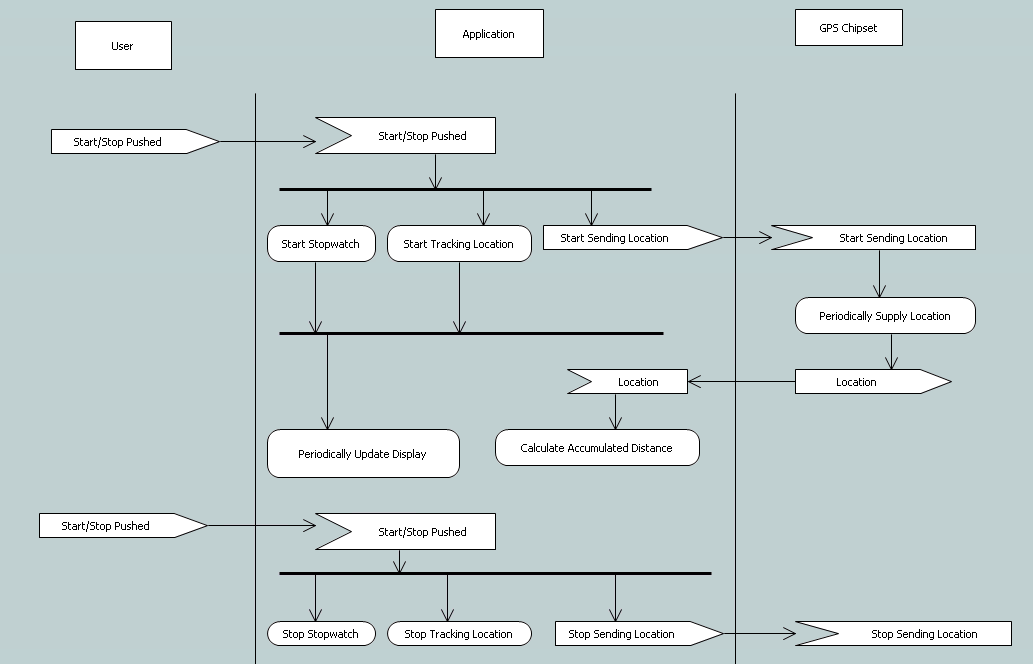 User
Application
GPS Chipset
Start/Stop Pushed
Start/Stop Pushed
Start Stopwatch
Start Tracking Location
Start Sending Location
Start Sending Location
Periodically Supply Location
Location
Location
Periodically Update Display
Calculate Accumulated Distance
Start/Stop Pushed
Start/Stop Pushed
Stop Stopwatch
Stop Tracking Location
Stop Sending Location
Stop Sending Location